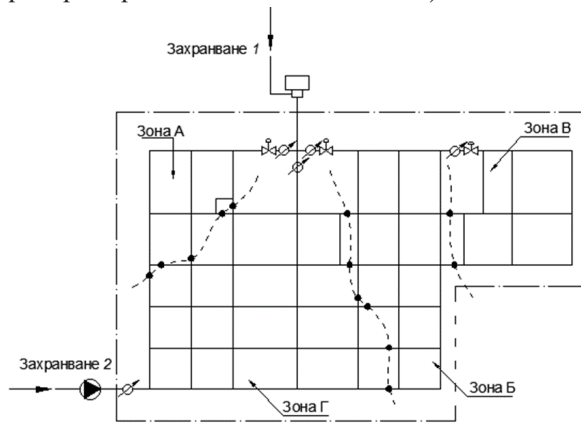 Захранване 1
Зона А
Зона В
Захранване 2
Зона Г
Зона Б